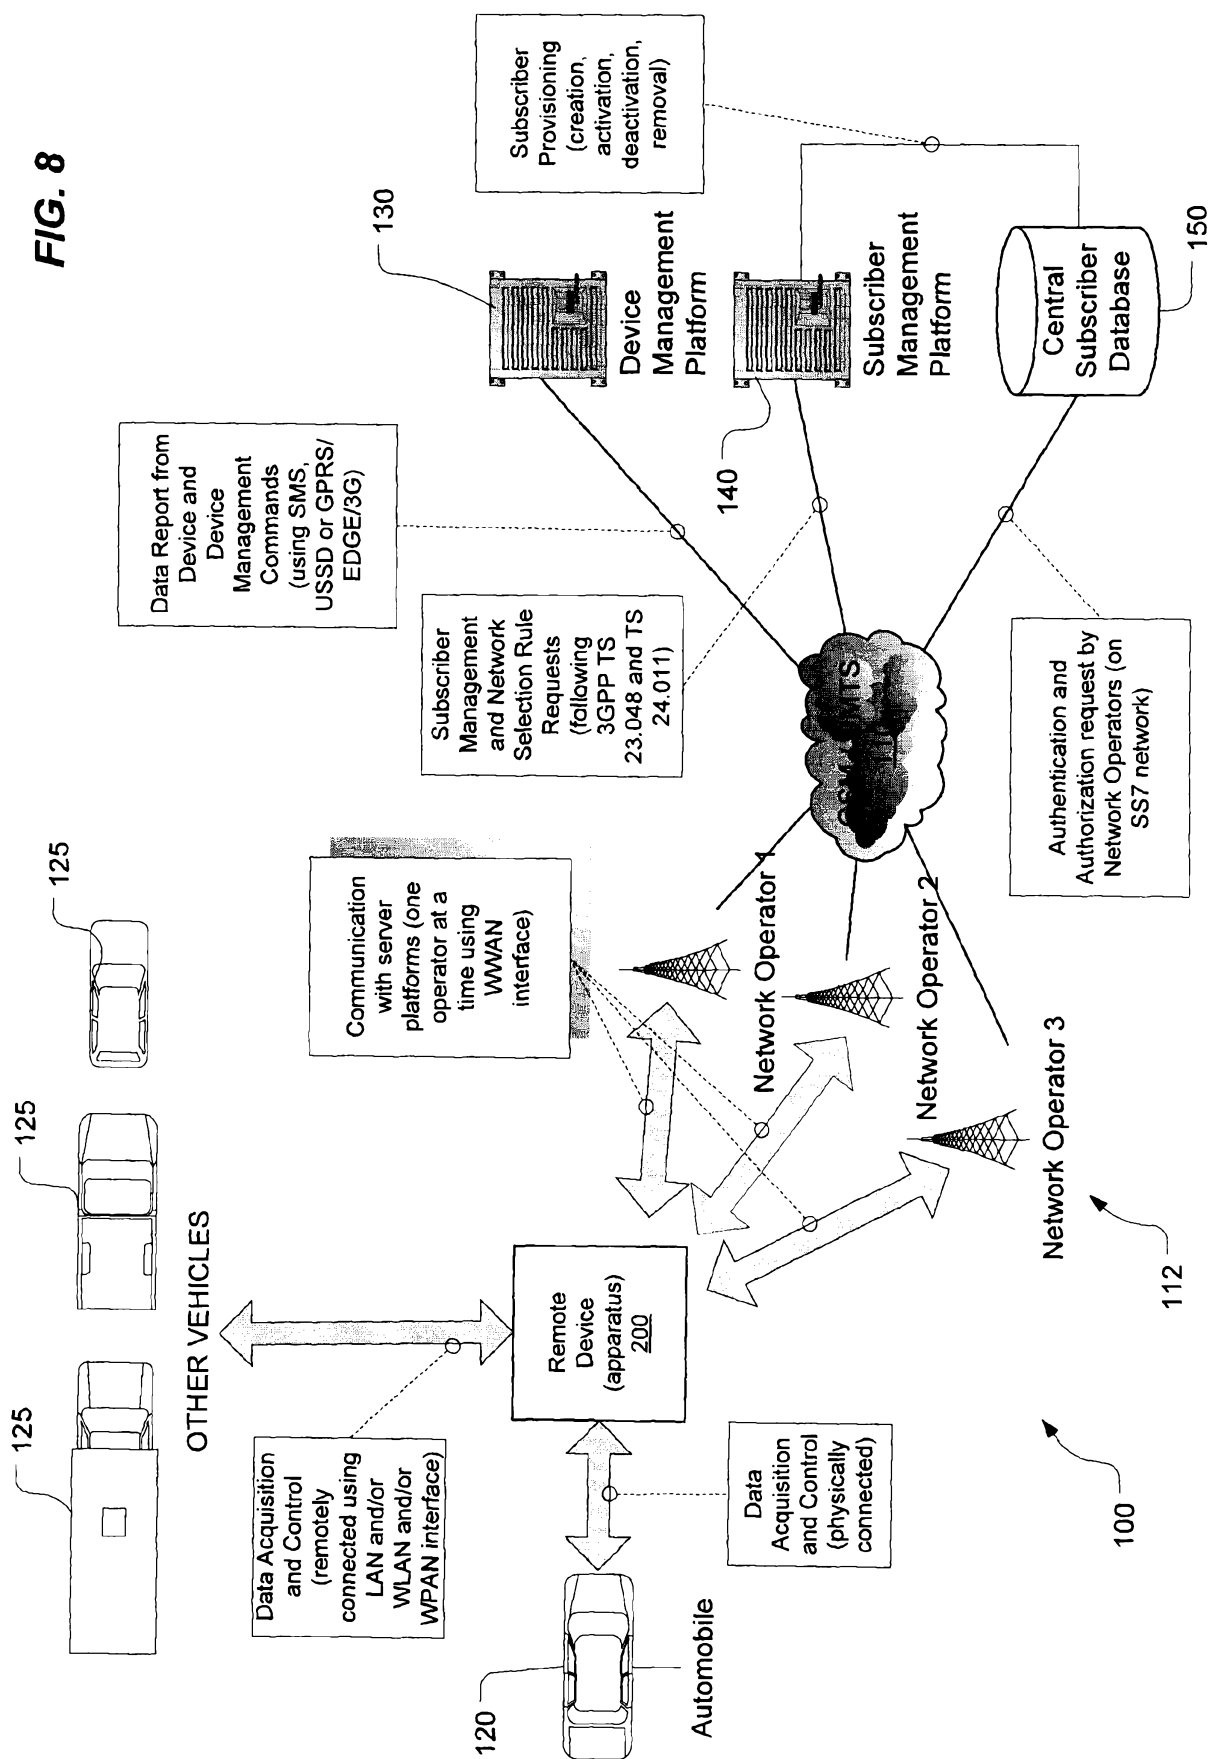 FIG. 8
125
125
125
OTHER VEHICLES
Data Acquisition
and Control
(remotely
connected using
LAN and/or
WLAN and/or
WPAN interface)
120
Automobile
Data
Acquisition
and Control
(physically
connected)
Remote
Device
(apparatus)
200
Communication
with server
platforms (one
operator at a
time using
WWAN
interface)
Network Operator 1
Network Operator 2
Network Operator 3
112
100
Data Report from
Device and
Device
Management
Commands
(using SMS,
USSD or GPRS/
EDGE/3G)
Subscriber
Management
and Network
Selection Rule
Requests
(following
3GPP TS
23.048 and TS
24.011)
Authentication and
Authorization request by
Network Operators (on
SS7 network)
130
Device
Management
Platform
140
Subscriber
Management
Platform
Subscriber
Provisioning
(creation,
activation,
deactivation,
removal)
Central
Subscriber
Database
150